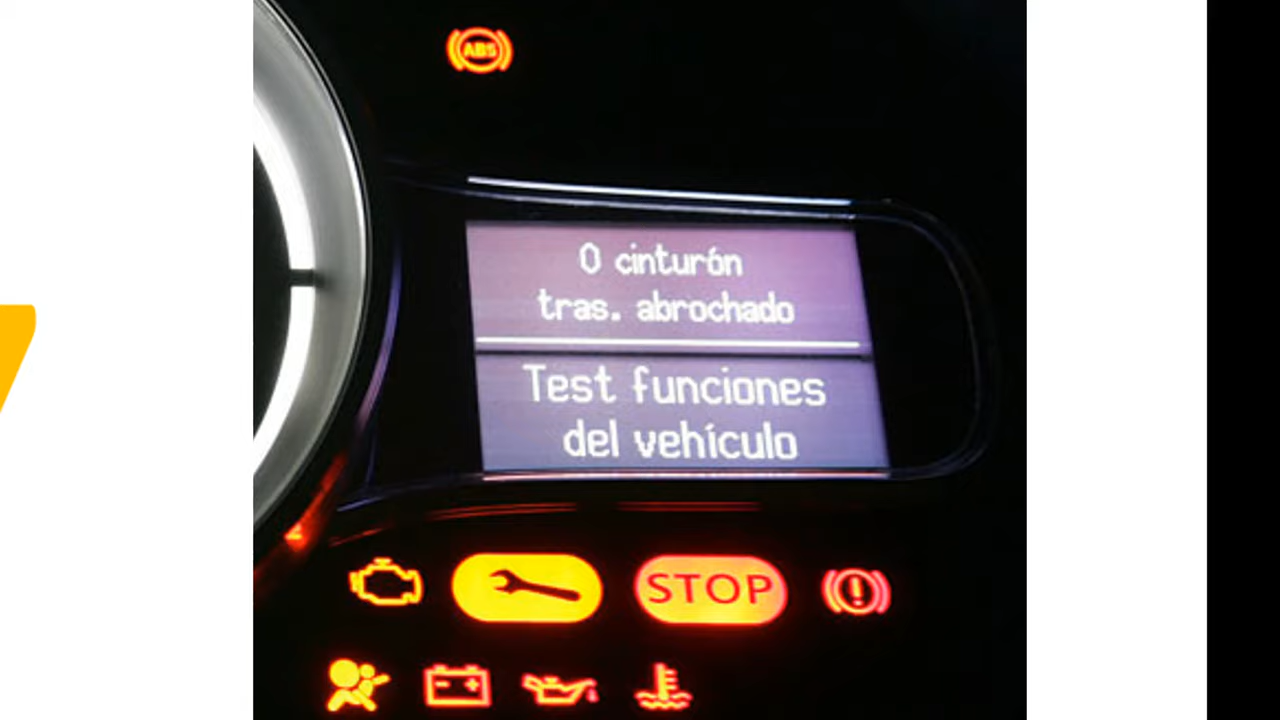 ABS
0 cinturón
tras. abrochado
Test funciones
del vehículo
STOP